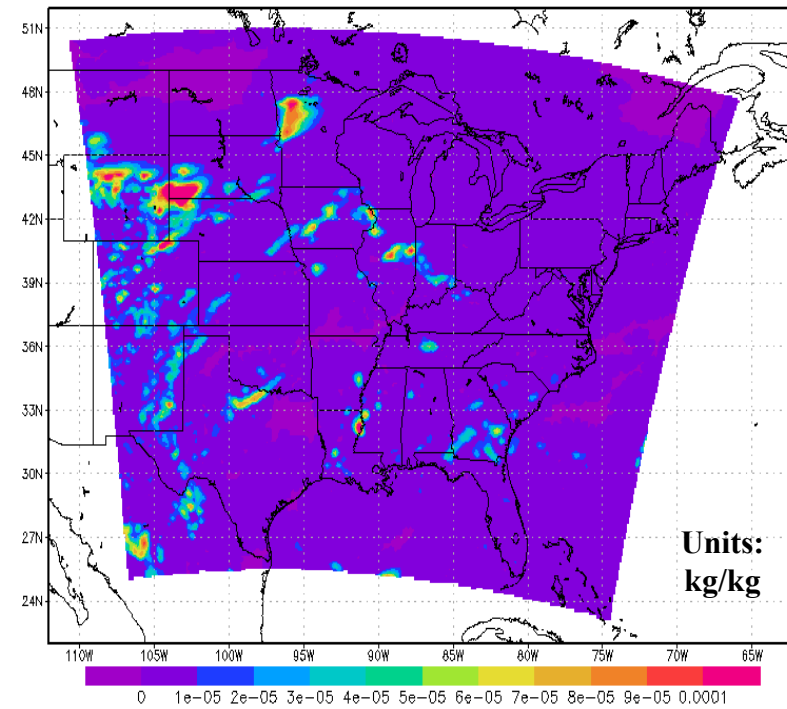 51N
48N
45N
42N
39N
36N
33N
30N
27N
24N
Units:
kg/kg
110W 105W 100W 95W 90W 85W 80W 75W 70W 65W
0 1e-05 2e-05 3e-05 4e-05 5e-05 6e-05 7e-05 8e-05 9e-05 0.0001